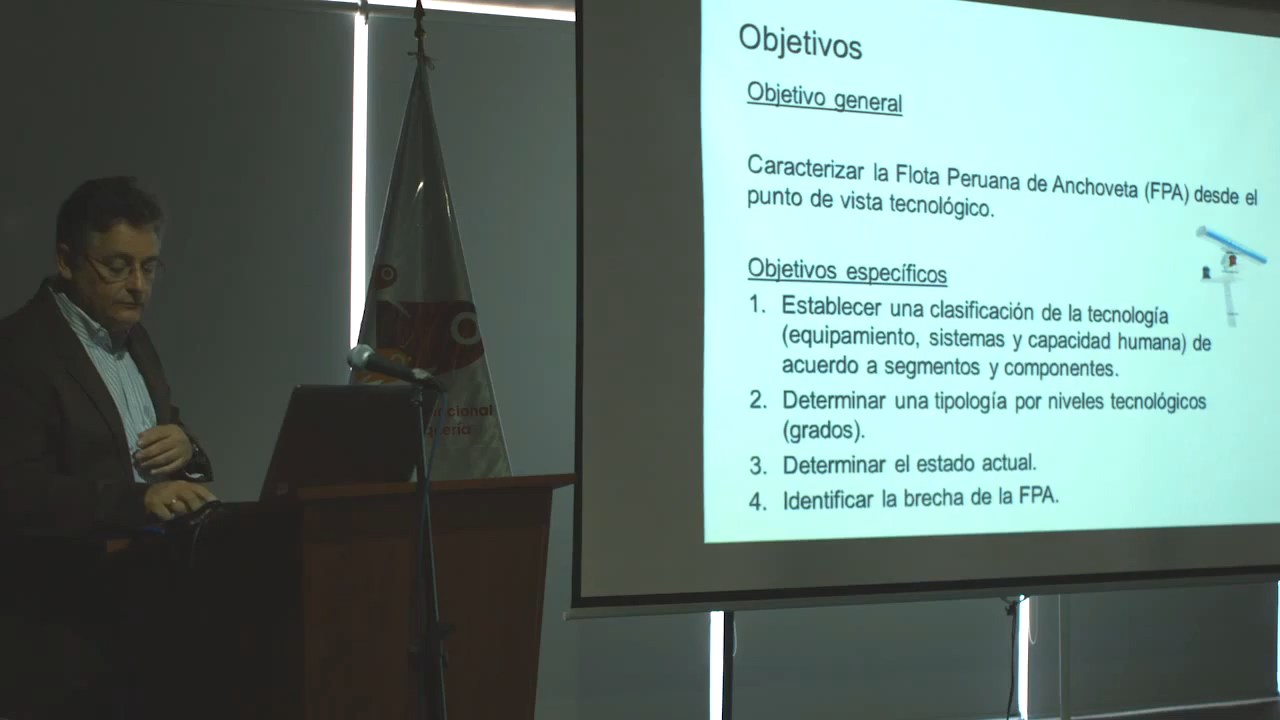 Objetivos
Objetivo general
Caracterizar la Flota Peruana de Anchoveta (FPA) desde el
punto de vista tecnológico.
Objetivos específicos
1. Establecer una clasificación de la tecnología
(equipamiento, sistemas y capacidad humana) de
acuerdo a segmentos y componentes.
2. Determinar una tipología por niveles tecnológicos
(grados).
3. Determinar el estado actual.
4. Identificar la brecha de la FPA.